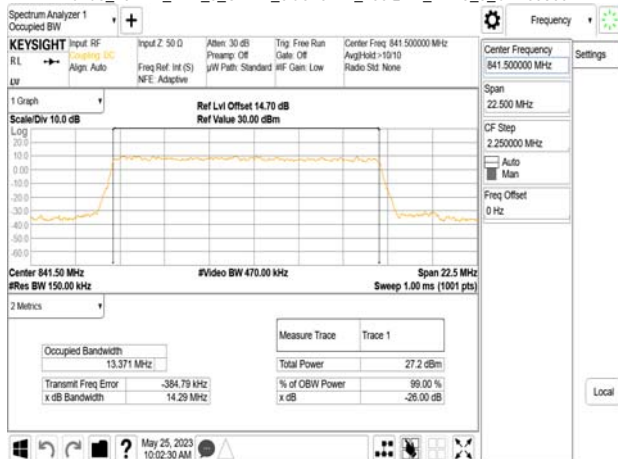 Spectrum Analyzer 1
Occupied BW
Frequency
KEYSIGHT
Input: RF
Coupling: DC
Align: Auto
Input Z: 50 Ω
Freq Ref: Int (S)
NFE: Adaptive
Atten: 30 dB
Preamp: Off
µW Path: Standard
Trig: Free Run
Gate: Off
#IF Gain: Low
Center Freq: 841.500000 MHz
Avg|Hold:>10/10
Radio Std: None
RL
Center Frequency
841.500000 MHz
Settings
Span
22.500 MHz
CF Step
2.250000 MHz
Auto
Man
Freq Offset
0 Hz
Local
1 Graph
Scale/Div 10.0 dB
Ref Lvl Offset 14.70 dB
Ref Value 30.00 dBm
Log
20.0
10.0
0.00
-10.0
-20.0
-30.0
-40.0
-50.0
-60.0
Center 841.50 MHz
#Video BW 470.00 kHz
Span 22.5 MHz
#Res BW 150.00 kHz
Sweep 1.00 ms (1001 pts)
2 Metrics
Measure Trace
Trace 1
Occupied Bandwidth
13.371 MHz
Total Power
27.2 dBm
Transmit Freq Error
-384.79 kHz
% of OBW Power
99.00 %
x dB Bandwidth
14.29 MHz
x dB
-26.00 dB
May 25, 2023
10:02:30 AM